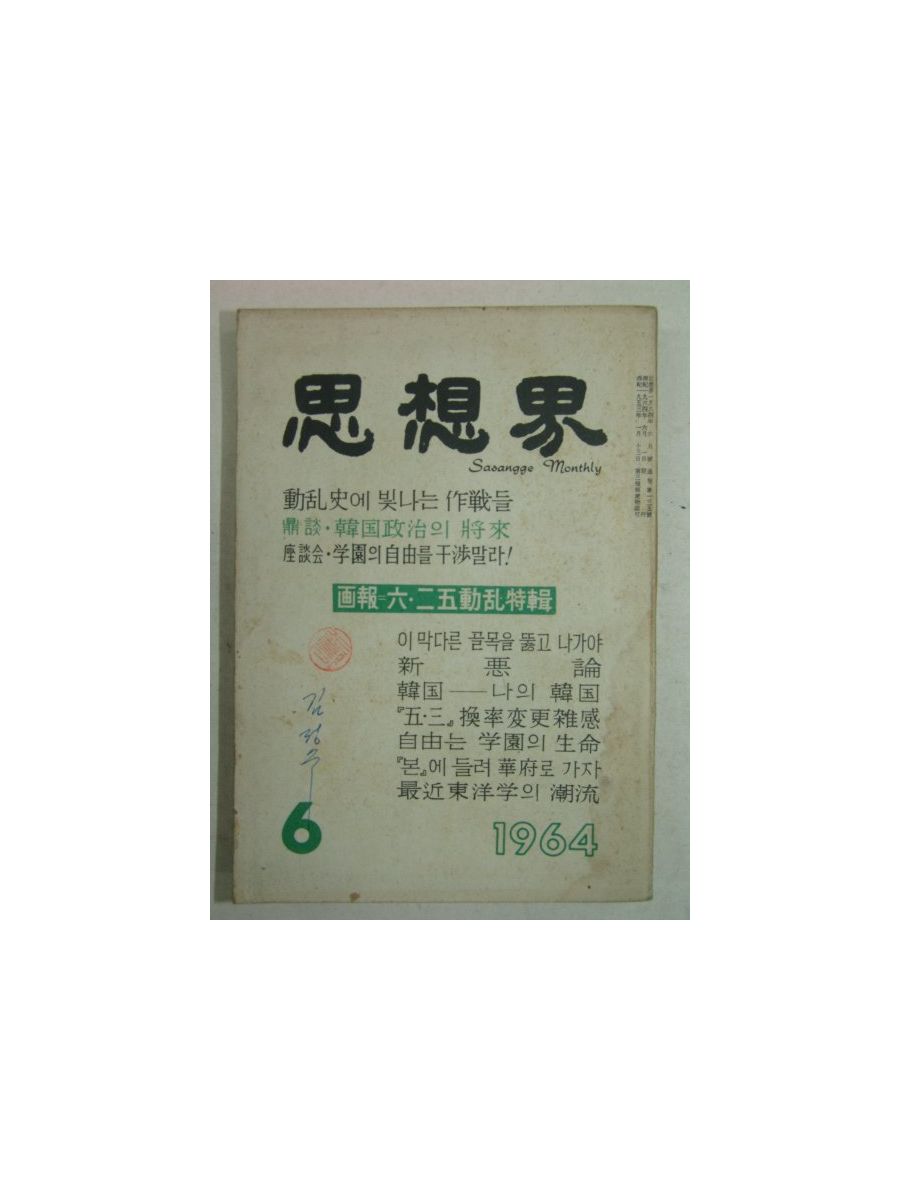 思想界
Sasangge Monthly
動乱史에 빛나는 作戦들
鼎談·韓国政治의 將來
座談会·学園의 自由를 干渉말라!
画報=六·二五動乱特輯
이 막다른 끌목을 뚫고 나가야
新悪論
韓国——나의 韓国
『五·三』換率変更雑感
自由는 学園의 生命
『본』에 들려 華府로 가자
最近東洋学의 潮流
6
1964